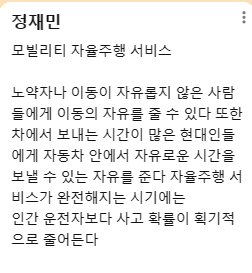 정재민
모빌리티 자율주행 서비스
노약자나 이동이 자유롭지 않은 사람
들에게 이동의 자유를 줄 수 있다 또한
차에서 보내는 시간이 많은 현대인들
에게 자동차 안에서 자유로운 시간을
보낼 수 있는 자유를 준다 자율주행 서
비스가 완전해지는 시기에는
인간 운전자보다 사고 확률이 획기적
으로 줄어든다